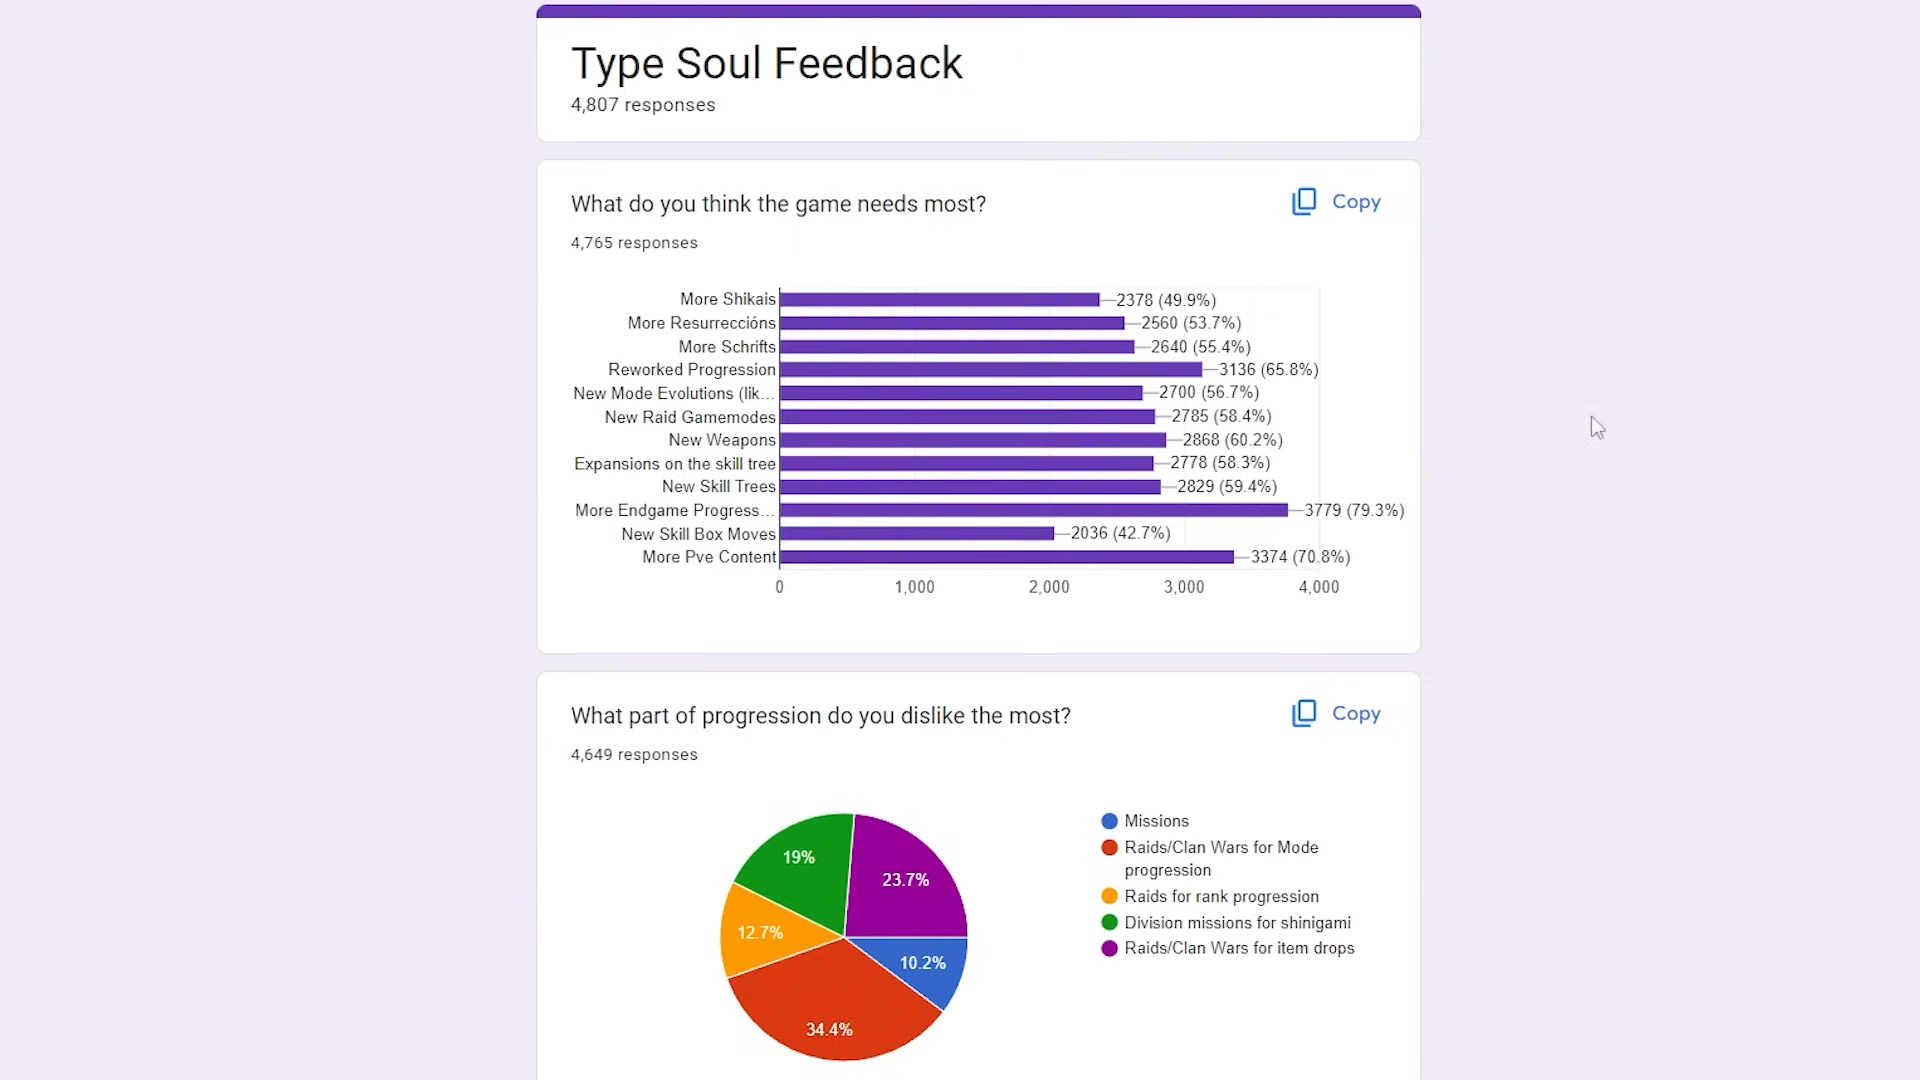 Type Soul Feedback
4,807 responses
What do you think the game needs most?
Copy
4,765 responses
More Shikais 2378 (49.9%)
More Resurreccións 2560 (53.7%)
More Schrifts 2640 (55.4%)
Reworked Progression 3136 (65.8%)
New Mode Evolutions (lik... 2700 (56.7%)
New Raid Gamemodes 2785 (58.4%)
New Weapons 2868 (60.2%)
Expansions on the skill tree 2778 (58.3%)
New Skill Trees 2829 (59.4%)
More Endgame Progress... 3779 (79.3%)
New Skill Box Moves 2036 (42.7%)
More Pve Content 3374 (70.8%)
0 1,000 2,000 3,000 4,000
What part of progression do you dislike the most?
Copy
4,649 responses
19%
23.7%
12.7%
10.2%
34.4%
Missions
Raids/Clan Wars for Mode
progression
Raids for rank progression
Division missions for shinigami
Raids/Clan Wars for item drops